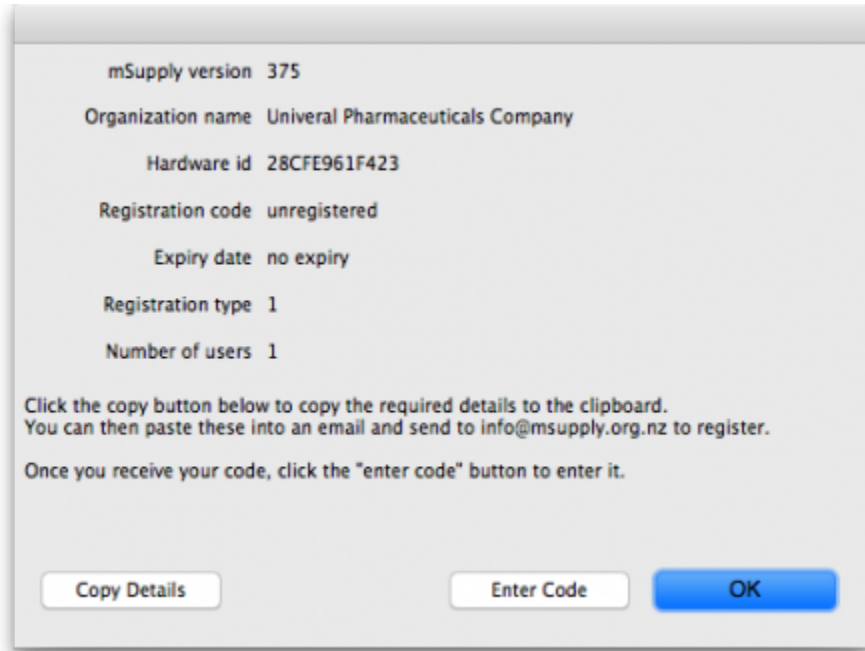 mSupply version 375
Organization name Univeral Pharmaceuticals Company
Hardware id 28CFE961F423
Registration code unregistered
Expiry date no expiry
Registration type 1
Number of users 1
Click the copy button below to copy the required details to the clipboard.
You can then paste these into an email and send to info@msupply.org.nz to register.
Once you receive your code, click the "enter code" button to enter it.
Copy Details Enter Code OK